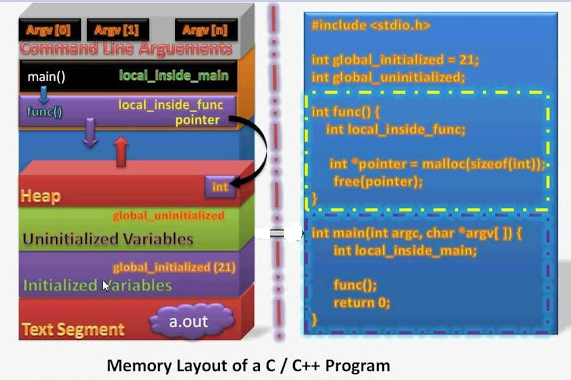 Argv [0] Argv [1] Argv [n]
Command Line Arguements
main() local_inside_main
func() local_inside_func
pointer
Heap int
global_uninitialized
Uninitialized Variables
global_initialized (21)
Initialized Variables
Text Segment a.out
#include <stdio.h>
int global_initialized = 21;
int global_uninitialized;
int func() {
int local_inside_func;
int *pointer = malloc(sizeof(int));
free(pointer);
}
int main(int argc, char *argv[ ]) {
int local_inside_main;
func();
return 0;
}
Memory Layout of a C / C++ Program